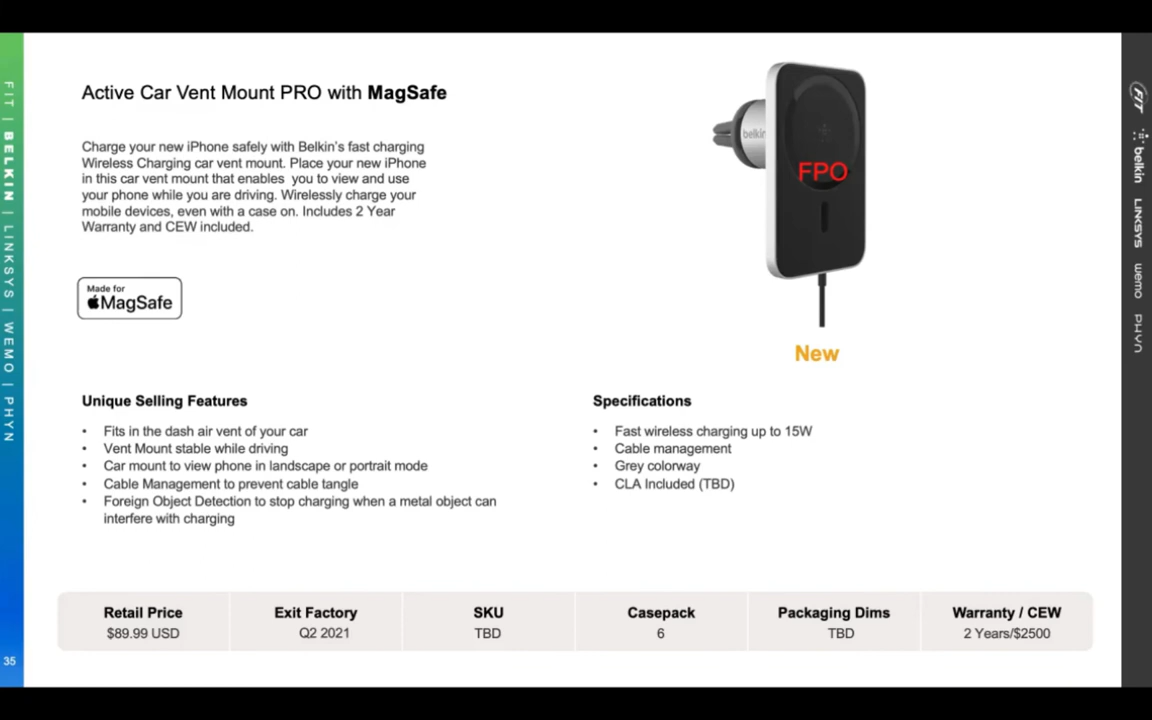 FIT | BELKIN | LINKSYS | WEMO | PHYN
35
Active Car Vent Mount PRO with MagSafe
Charge your new iPhone safely with Belkin's fast charging
Wireless Charging car vent mount. Place your new iPhone
in this car vent mount that enables  you to view and use
your phone while you are driving. Wirelessly charge your
mobile devices, even with a case on. Includes 2 Year
Warranty and CEW included.
Made for
MagSafe
belkin
FPO
New
Unique Selling Features
• Fits in the dash air vent of your car
• Vent Mount stable while driving
• Car mount to view phone in landscape or portrait mode
• Cable Management to prevent cable tangle
• Foreign Object Detection to stop charging when a metal object can
interfere with charging
Specifications
• Fast wireless charging up to 15W
• Cable management
• Grey colorway
• CLA Included (TBD)
Retail Price
$89.99 USD
Exit Factory
Q2 2021
SKU
TBD
Casepack
6
Packaging Dims
TBD
Warranty / CEW
2 Years/$2500
FIT
belkin
LINKSYS
wemo
PHYN